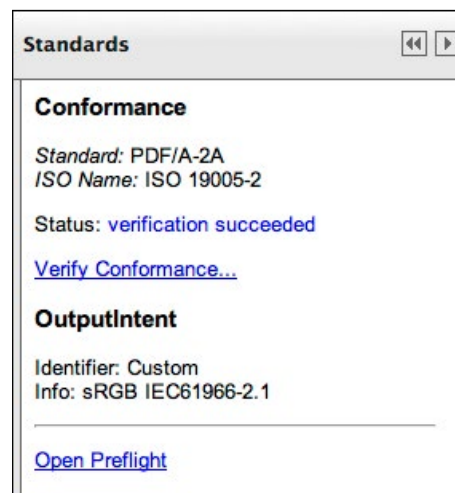 Standards
Conformance
Standard: PDF/A-2A
ISO Name: ISO 19005-2
Status: verification succeeded
Verify Conformance...
OutputIntent
Identifier: Custom
Info: sRGB IEC61966-2.1
Open Preflight